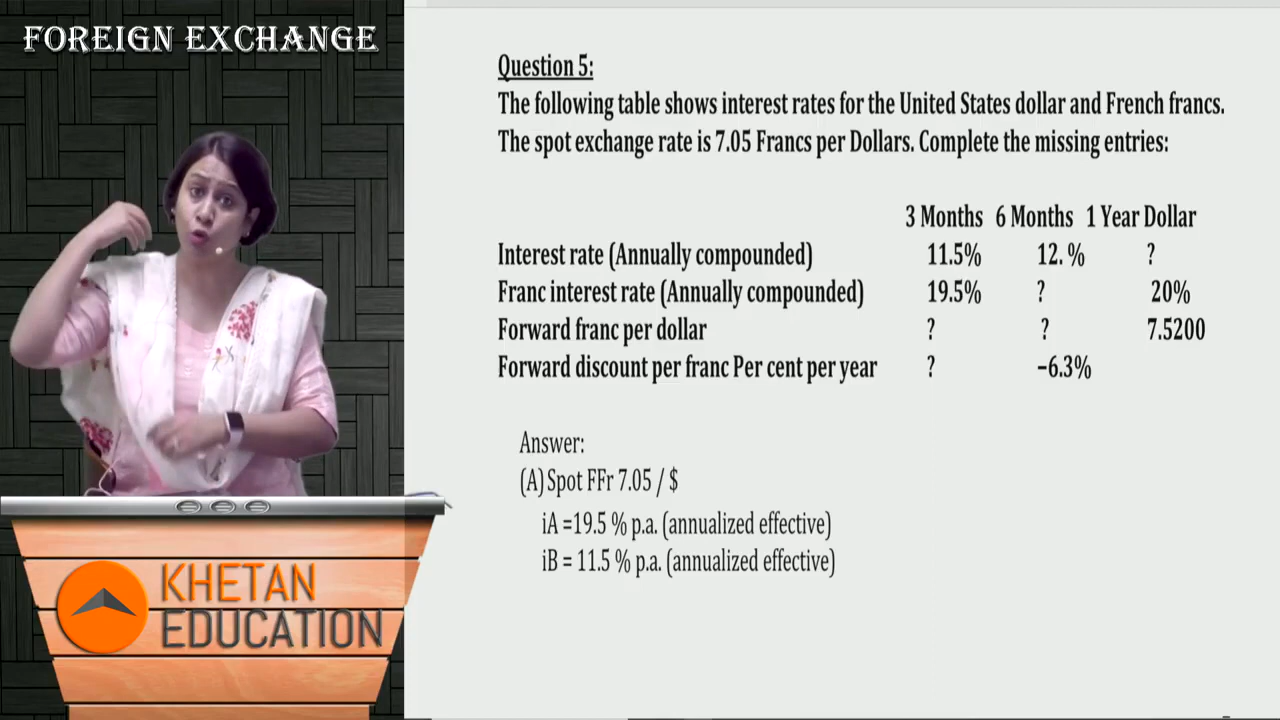 FOREIGN EXCHANGE
Question 5:
The following table shows interest rates for the United States dollar and French francs.
The spot exchange rate is 7.05 Francs per Dollars. Complete the missing entries:
3 Months 6 Months 1 Year Dollar
Interest rate (Annually compounded) 11.5% 12. % ?
Franc interest rate (Annually compounded) 19.5% ? 20%
Forward franc per dollar ? ? 7.5200
Forward discount per franc Per cent per year ? –6.3%
Answer:
(A) Spot FFr 7.05 / $
iA =19.5 % p.a. (annualized effective)
iB = 11.5 % p.a. (annualized effective)
KHETAN
EDUCATION